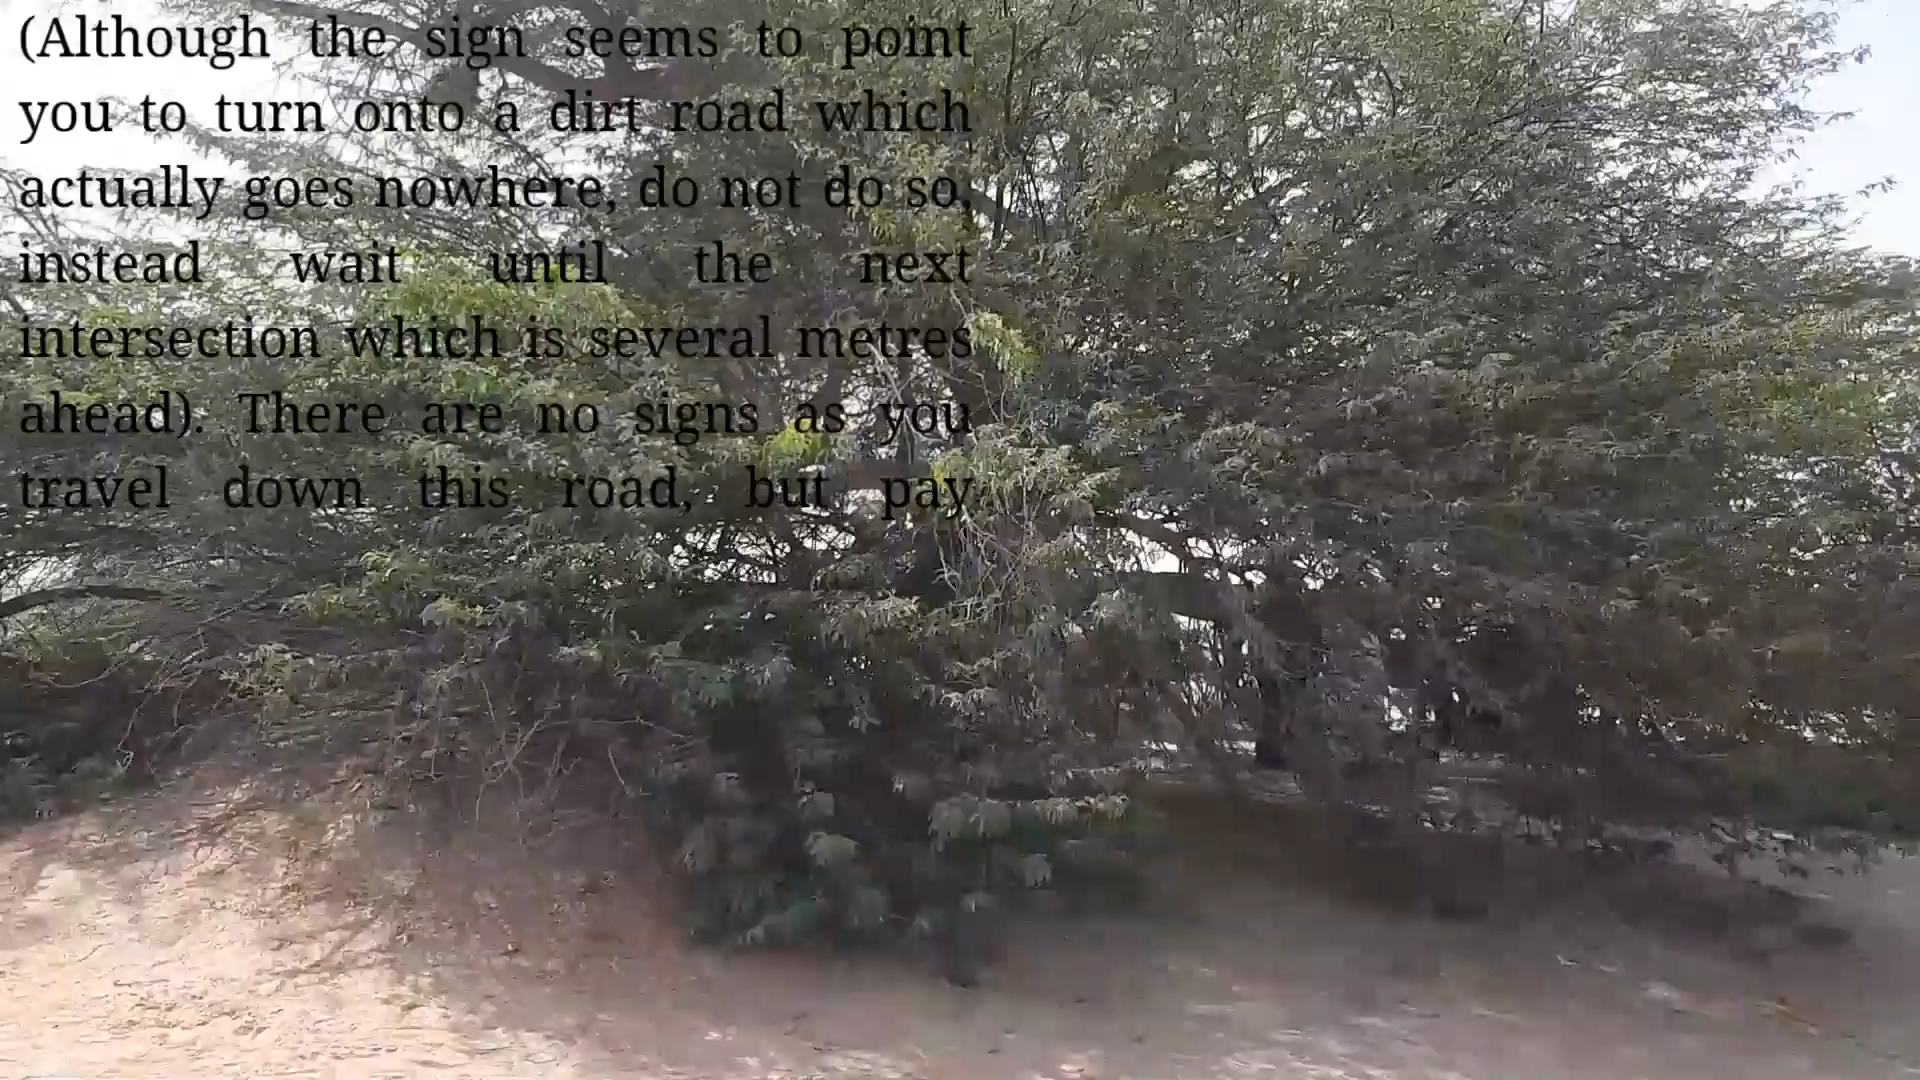 (Although the sign seems to point
you to turn onto a dirt road which
actually goes nowhere, do not do so,
instead wait until the next
intersection which is several metres
ahead). There are no signs as you
travel down this road, but pay